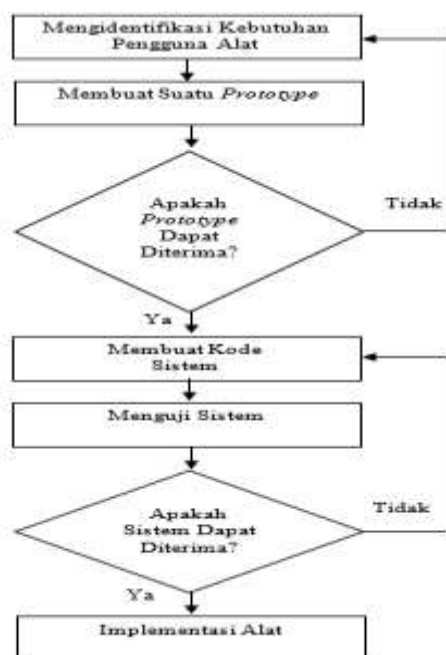 Mengidentifikasi Kebutuhan
Pengguna Alat
Membuat Suatu Prototype
Apakah
Prototype
Dapat
Diterima?
Tidak
Ya
Membuat Kode
Sistem
Menguji Sistem
Apakah
Sistem Dapat
Diterima?
Tidak
Ya
Implementasi Alat